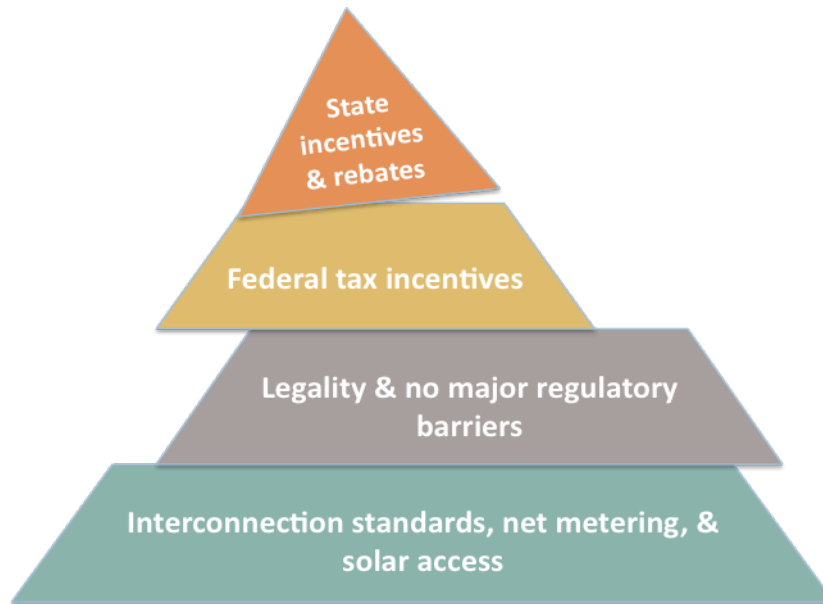 State
incentives
& rebates
Federal tax incentives
Legality & no major regulatory
barriers
Interconnection standards, net metering, &
solar access